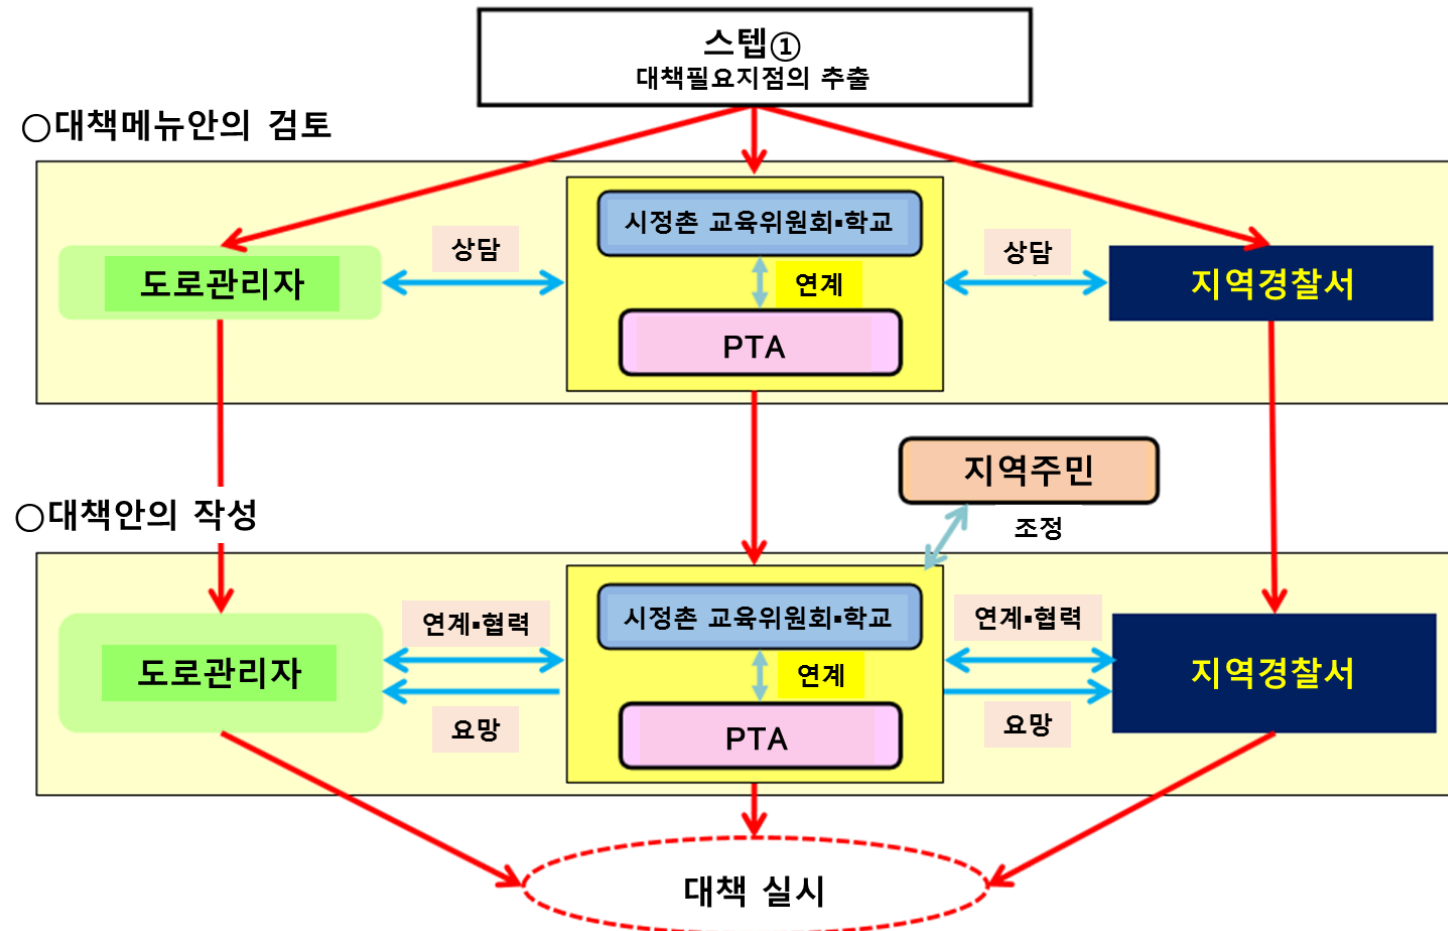 스텝①
대책필요지점의 추출
○대책메뉴안의 검토
시정촌 교육위원회▪학교
상담
상담
도로관리자
연계
지역경찰서
PTA
지역주민
○대책안의 작성
조정
연계▪협력
시정촌 교육위원회▪학교
연계▪협력
도로관리자
연계
지역경찰서
요망
PTA
요망
대책 실시